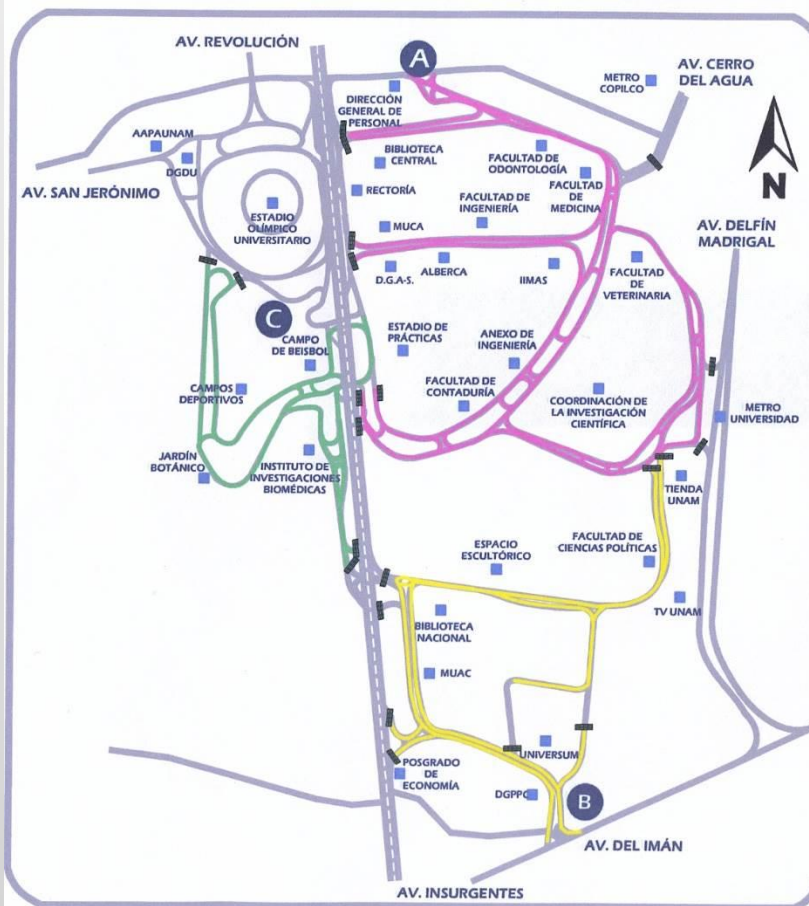 AV. REVOLUCIÓN
A
METRO
COPILCO
AV. CERRO
DEL AGUA
DIRECCIÓN
GENERAL DE
PERSONAL
AAPAUNAM
DGDU
BIBLIOTECA
CENTRAL
FACULTAD DE
ODONTOLOGÍA
FACULTAD
DE
MEDICINA
N
AV. SAN JERÓNIMO
RECTORÍA
ESTADIO
OLÍMPICO
UNIVERSITARIO
FACULTAD DE
INGENIERÍA
MUCA
AV. DELFÍN
MADRIGAL
D.G.A-S.
ALBERCA
IIMAS
FACULTAD
DE
VETERINARIA
C
CAMPO
DE BEISBOL
ESTADIO DE
PRÁCTICAS
ANEXO DE
INGENIERÍA
CAMPOS
DEPORTIVOS
FACULTAD DE
CONTADURÍA
COORDINACIÓN DE
LA INVESTIGACIÓN
CIENTÍFICA
METRO
UNIVERSIDAD
JARDÍN
BOTÁNICO
INSTITUTO DE
INVESTIGACIONES
BIOMÉDICAS
TIENDA
UNAM
ESPACIO
ESCULTÓRICO
FACULTAD DE
CIENCIAS POLÍTICAS
BIBLIOTECA
NACIONAL
TV UNAM
MUAC
UNIVERSUM
POSGRADO
DE
ECONOMÍA
DGPPC
B
AV. DEL IMÁN
AV. INSURGENTES